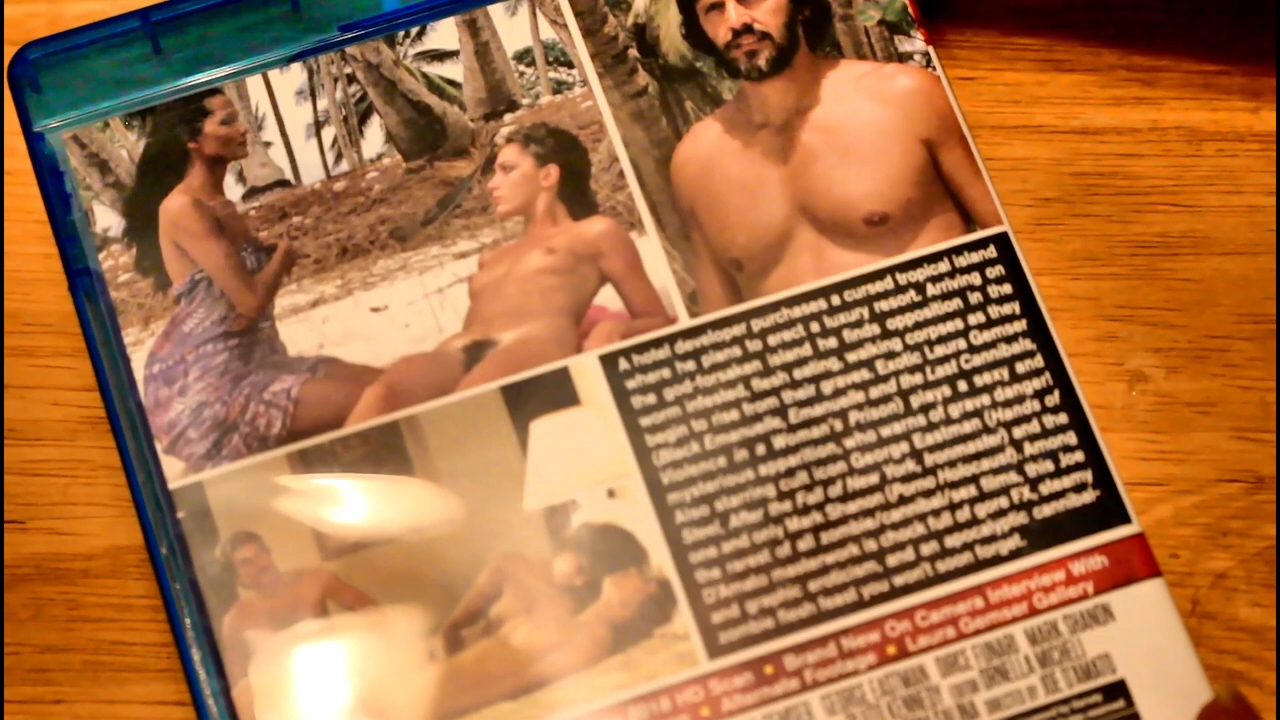 A hotel developer purchases a cursed tropical island
where he plans to erect a luxury resort. Arriving on
the god-forsaken island he finds opposition in the
worm infested, flesh eating, walking corpses as they
begin to rise from their graves. Exotic Laura Gemser
(Black Emanuelle, Emanuelle and the Last Cannibals,
Violence in a Women's Prison) plays a sexy and
mysterious apparition, who warns of grave danger!
Also starring cult icon George Eastman (Hands of
Steel, After the Fall of New York, Ironmaster) and the
one and only Mark Shanon (Porno Holocaust). Among
the rarest of all zombie/cannibal/sex films, this Joe
D'Amato masterwork is chock full of gore FX, steamy
and graphic eroticism, and an apocalyptic cannibal-
zombie flesh feast you won't soon forget.
HD Scan • Brand New On Camera Interview With
• Alternate Footage • Laura Gemser Gallery
GEORGE EASTMAN, DIRCE FUNARI, MARK SHANON
ORNELLA MICHELI
DIRECTED BY JOE D'AMATO